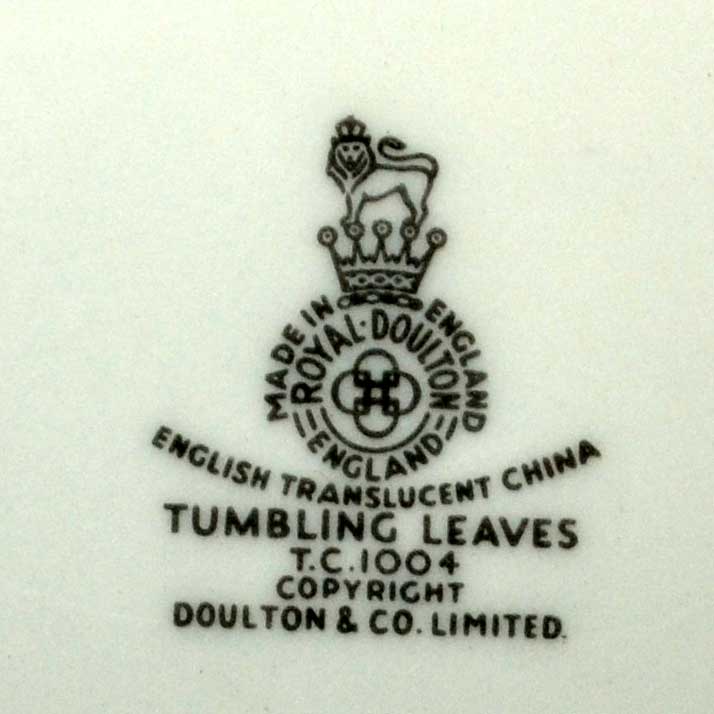 MADE IN ENGLAND
ROYAL·DOULTON
ENGLAND
ENGLISH TRANSLUCENT CHINA
TUMBLING LEAVES
T.C.1004
COPYRIGHT
DOULTON & CO. LIMITED.